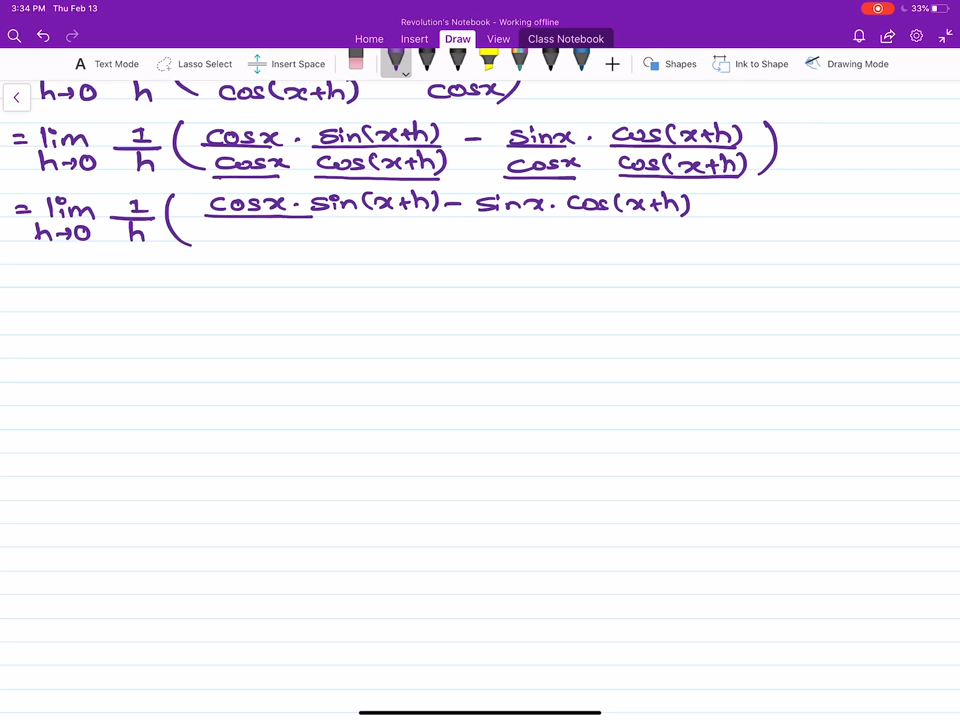 3:34 PM Thu Feb 13
33%
Revolution's Notebook - Working offline
Home Insert Draw View Class Notebook
Text Mode Lasso Select Insert Space Shapes Ink to Shape Drawing Mode
h→0 h ( cos(x+h) cosx)
= lim 1/h ( cosx/cosx · sin(x+h)/cos(x+h) - sinx/cosx · cos(x+h)/cos(x+h) )
h→0
= lim 1/h ( cosx · sin(x+h) - sinx · cos(x+h)
h→0